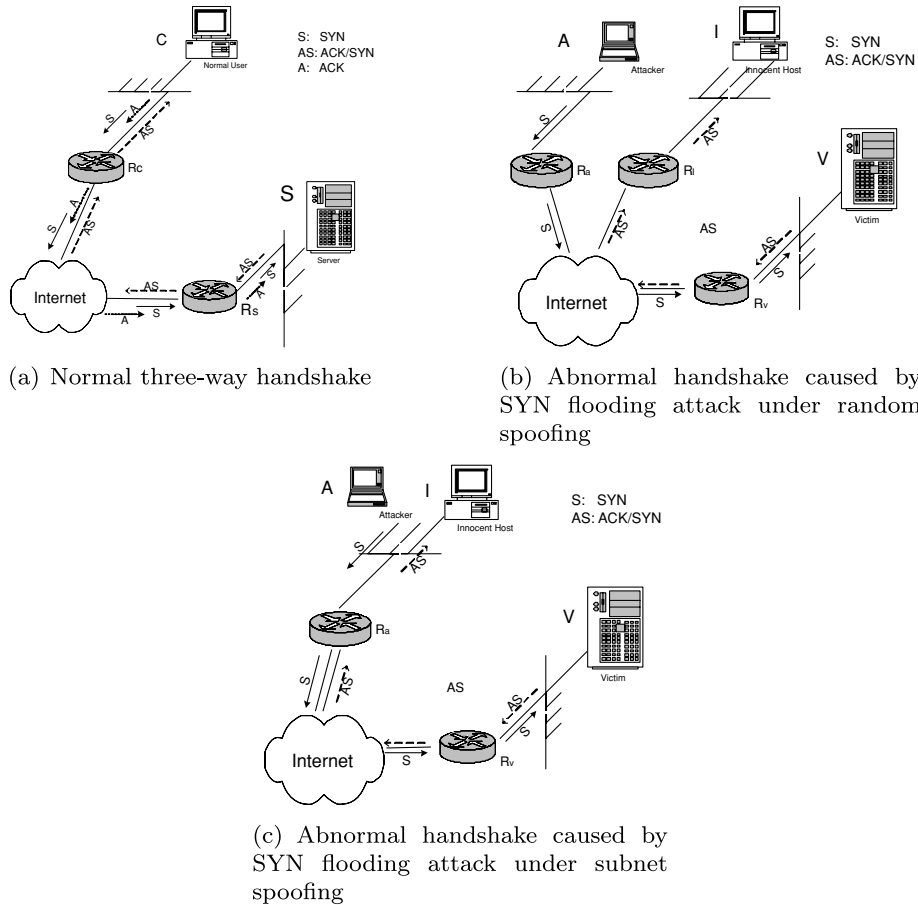 C
Normal User
S: SYN
AS: ACK/SYN
A: ACK
S
A
AS
Rc
S
A
AS
S
Server
Internet
AS
S
A
Rs
AS
S
A
(a) Normal three-way handshake
A
Attacker
I
Innocent Host
S: SYN
AS: ACK/SYN
S
AS
Ra
Ri
V
Victim
S
AS
AS
AS
S
Internet
S
Rv
(b) Abnormal handshake caused by
SYN flooding attack under random
spoofing
A
Attacker
I
Innocent Host
S: SYN
AS: ACK/SYN
S
AS
Ra
V
Victim
S
AS
AS
AS
S
Internet
S
Rv
(c) Abnormal handshake caused by
SYN flooding attack under subnet
spoofing